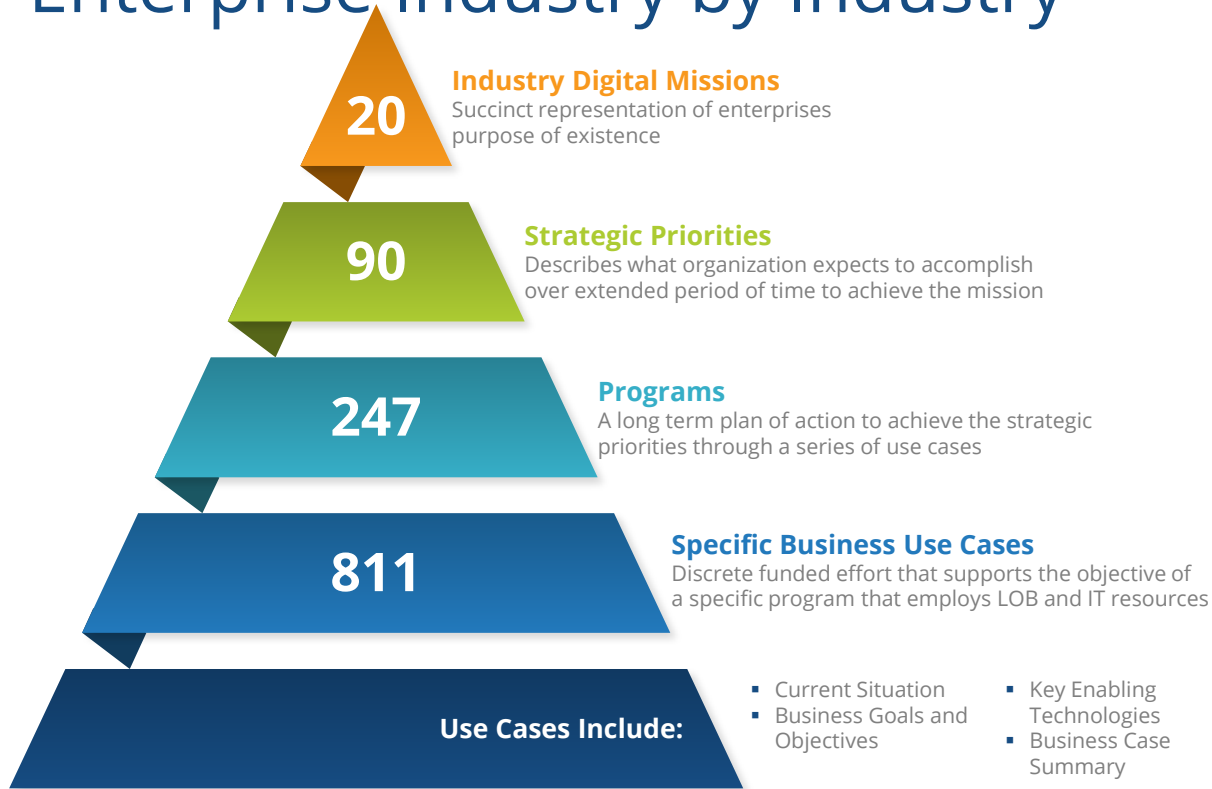 Enterprise Industry by Industry
20
Industry Digital Missions
Succinct representation of enterprises
purpose of existence
90
Strategic Priorities
Describes what organization expects to accomplish
over extended period of time to achieve the mission
247
Programs
A long term plan of action to achieve the strategic
priorities through a series of use cases
811
Specific Business Use Cases
Discrete funded effort that supports the objective of
a specific program that employs LOB and IT resources
Use Cases Include:
▪ Current Situation
▪ Business Goals and
Objectives
▪ Key Enabling
Technologies
▪ Business Case
Summary